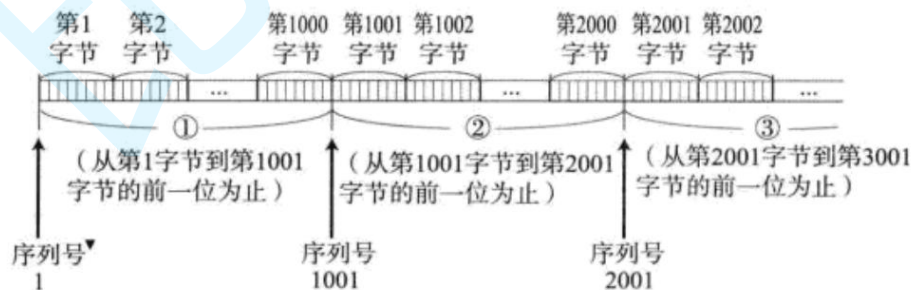 第1 第2 第1000 第1001 第1002 第2000 第2001 第2002
字节 字节 字节 字节 字节 字节 字节 字节
... ... ...
① ② ③
（从第1字节到第1001
字节的前一位为止）
（从第1001字节到第2001
字节的前一位为止）
（从第2001字节到第3001
字节的前一位为止）
序列号▼ 序列号 序列号
1 1001 2001